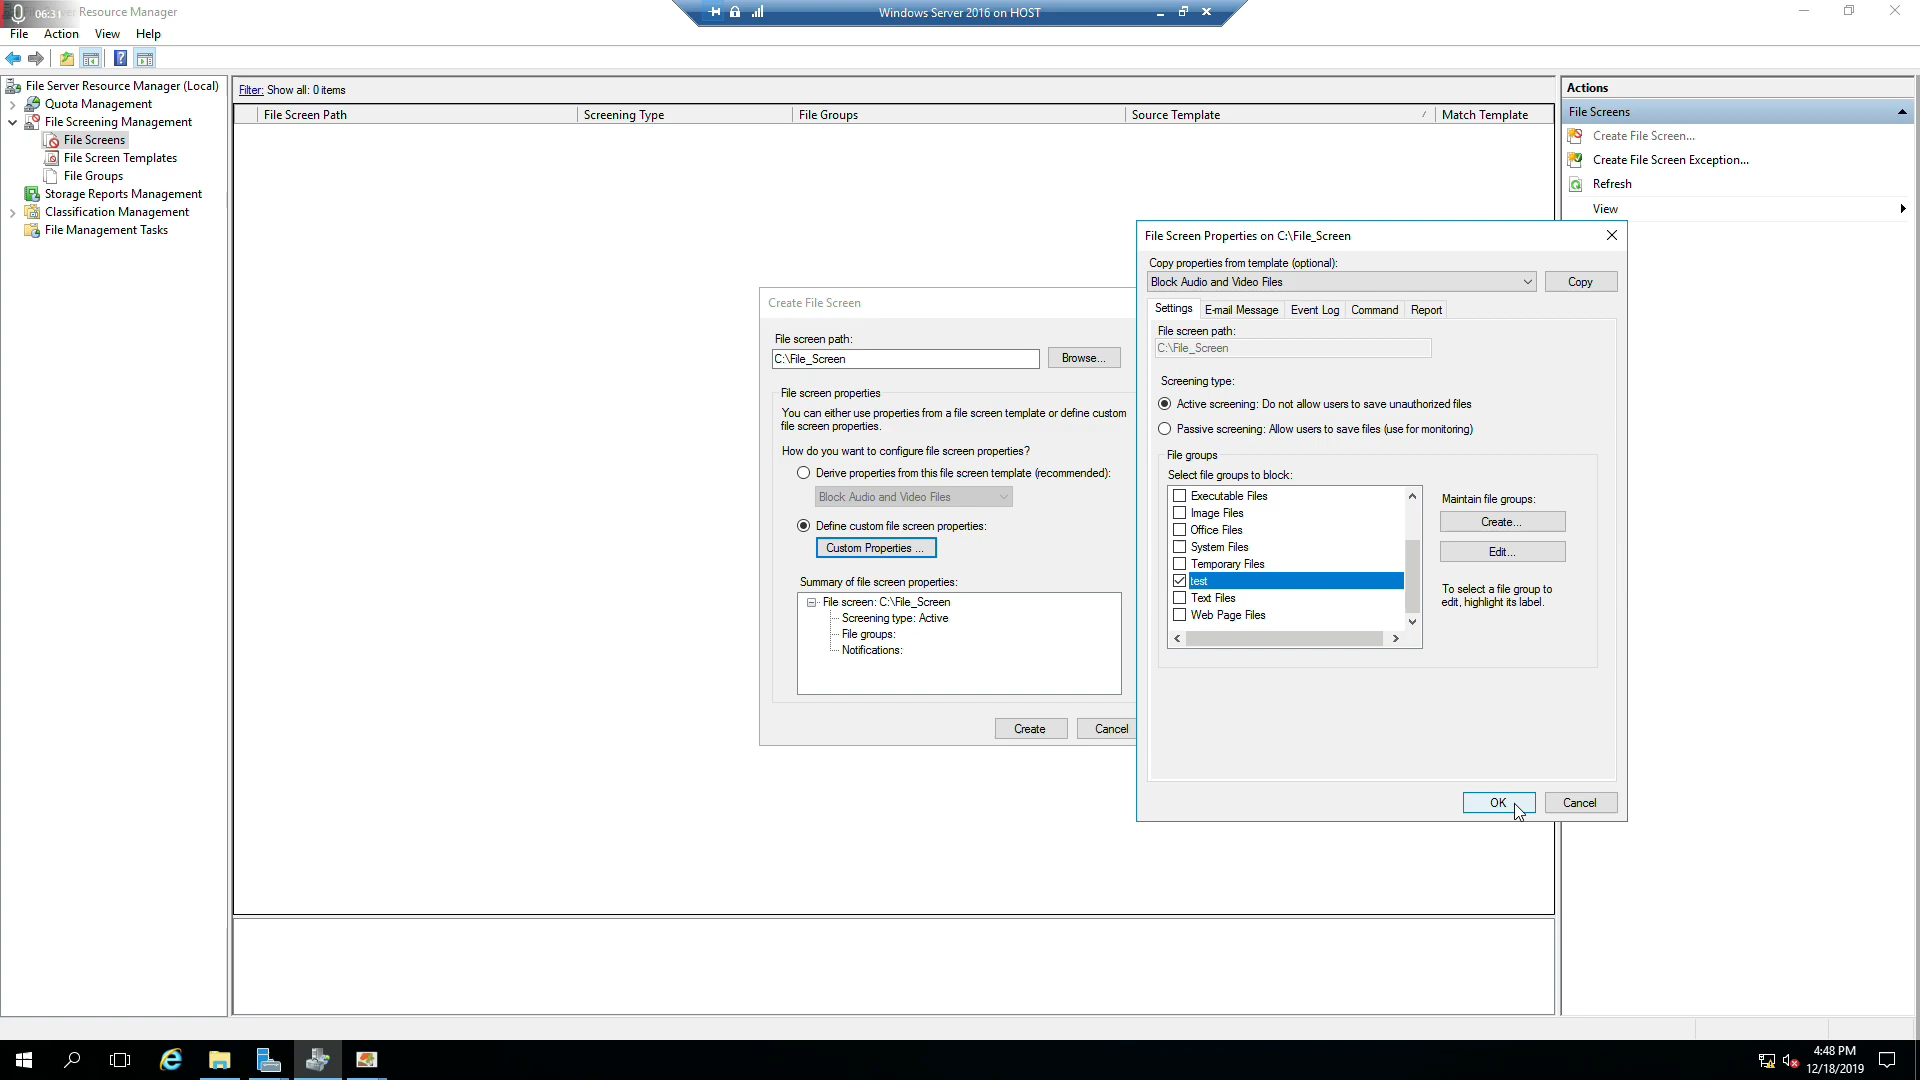 06:31
Resource Manager
Windows Server 2016 on HOST
File Action View Help
File Server Resource Manager (Local)
Quota Management
File Screening Management
File Screens
File Screen Templates
File Groups
Storage Reports Management
Classification Management
File Management Tasks
Filter: Show all: 0 items
File Screen Path Screening Type File Groups Source Template Match Template
Actions
File Screens
Create File Screen...
Create File Screen Exception...
Refresh
View
Create File Screen
File screen path:
C:\File_Screen
Browse...
File screen properties
You can either use properties from a file screen template or define custom
file screen properties.
How do you want to configure file screen properties?
Derive properties from this file screen template (recommended):
Block Audio and Video Files
Define custom file screen properties:
Custom Properties ...
Summary of file screen properties:
File screen: C:\File_Screen
Screening type: Active
File groups:
Notifications:
Create Cancel
File Screen Properties on C:\File_Screen
Copy properties from template (optional):
Block Audio and Video Files
Copy
Settings E-mail Message Event Log Command Report
File screen path:
C:\File_Screen
Screening type:
Active screening: Do not allow users to save unauthorized files
Passive screening: Allow users to save files (use for monitoring)
File groups
Select file groups to block:
Executable Files
Image Files
Office Files
System Files
Temporary Files
test
Text Files
Web Page Files
Maintain file groups:
Create...
Edit...
To select a file group to
edit, highlight its label.
OK Cancel
4:48 PM
12/18/2019